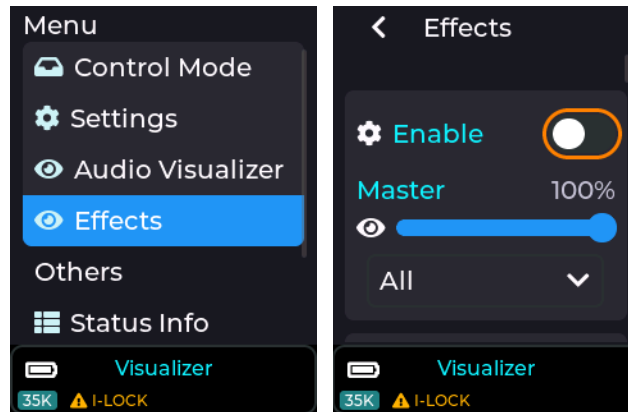 Menu
Control Mode
Settings
Audio Visualizer
Effects
Others
Status Info
Visualizer
35K I-LOCK
Effects
Enable
Master 100%
All
Visualizer
35K I-LOCK